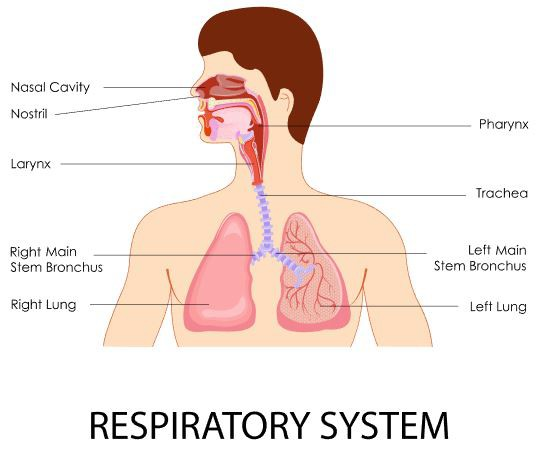 Nasal Cavity
Nostril
Pharynx
Larynx
Trachea
Right Main
Stem Bronchus
Left Main
Stem Bronchus
Right Lung
Left Lung
RESPIRATORY SYSTEM